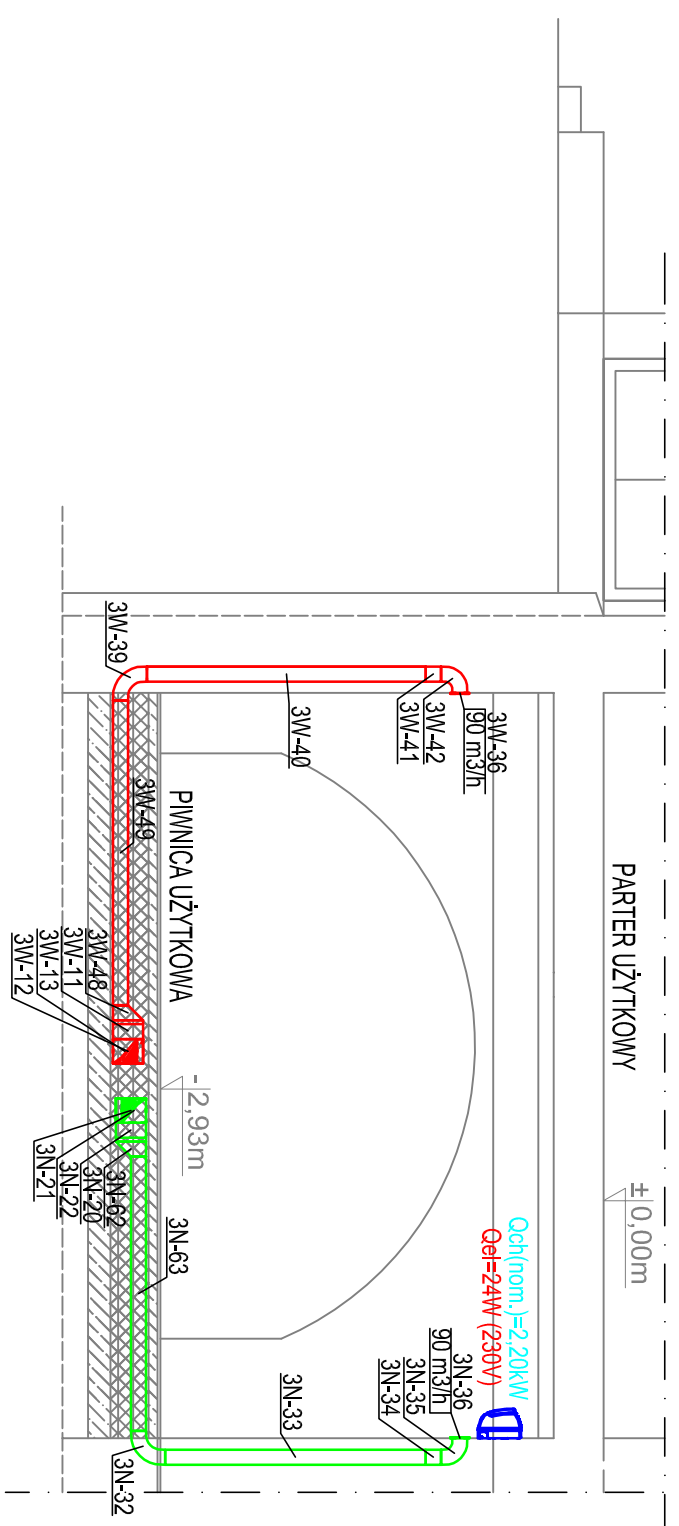 PARTER UŻYTKOWY
± 0,00m
Qch(nom.)=2,20kW
Qel=24W (230V)
3W-36
90 m3/h
3W-42
3W-41
3W-40
3W-39
3W-49
PIWNICA UŻYTKOWA
- 2,93m
3W-48
3W-11
3W-13
3W-12
3N-36
90 m3/h
3N-35
3N-34
3N-33
3N-32
3N-63
3N-62
3N-20
3N-22
3N-21